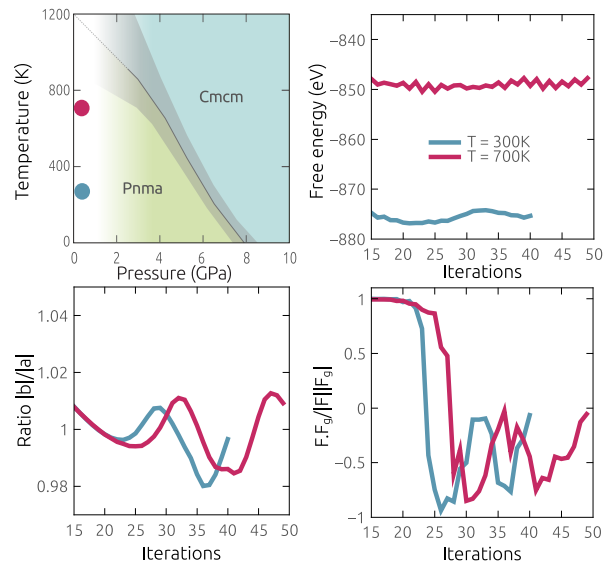 1200
800
400
0
Temperature (K)
Cmcm
Pnma
0 2 4 6 8 10
Pressure (GPa)
−840
−850
−860
−870
−880
Free energy (eV)
T = 300K
T = 700K
15 20 25 30 35 40 45 50
Iterations
1.04
1.02
1
0.98
Ratio |b|/|a|
15 20 25 30 35 40 45 50
Iterations
1
0.5
0
−0.5
−1
F.Fg/|F||Fg|
15 20 25 30 35 40 45 50
Iterations